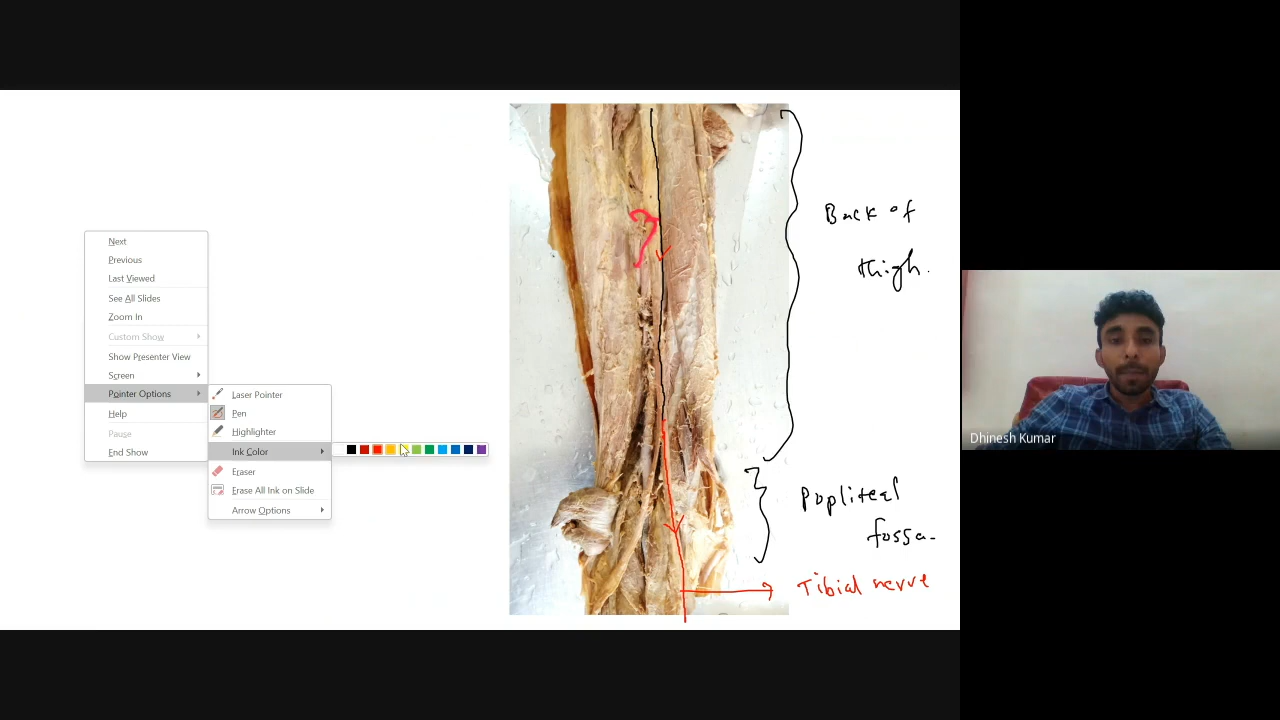 Next
Previous
Last Viewed
See All Slides
Zoom In
Custom Show
Show Presenter View
Screen
Pointer Options
Help
Pause
End Show
Laser Pointer
Pen
Highlighter
Ink Color
Eraser
Erase All Ink on Slide
Arrow Options
Back of
thigh.
Popliteal
fossa.
Tibial nerve
Dhinesh Kumar